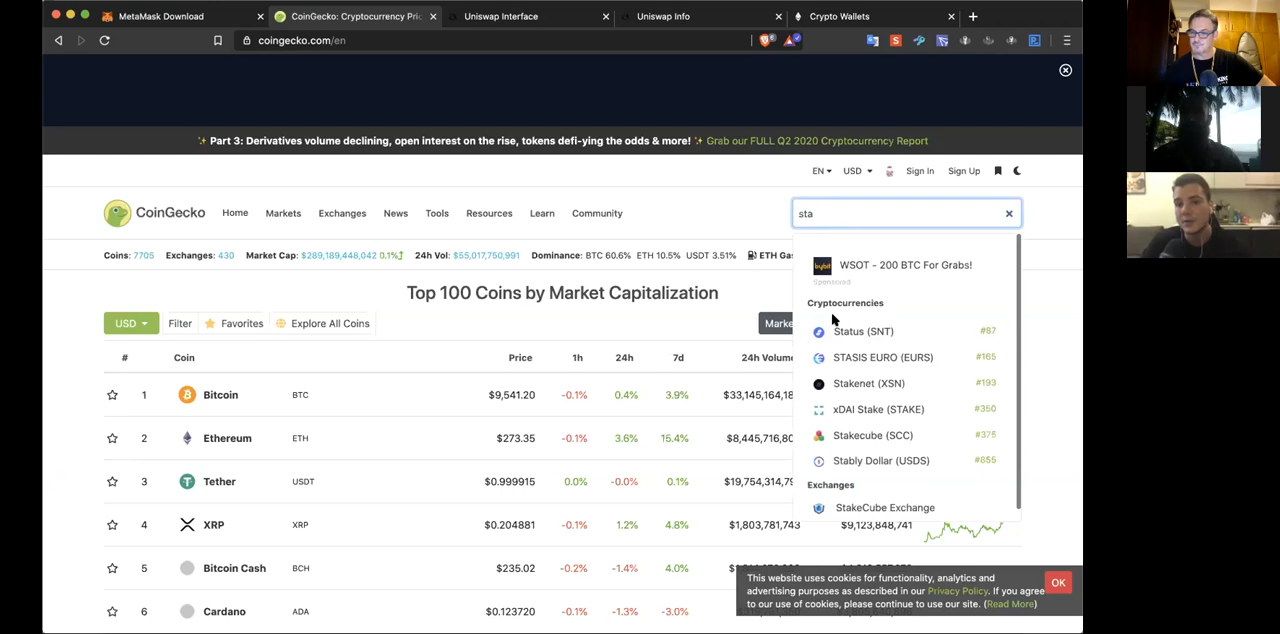 MetaMask Download
CoinGecko: Cryptocurrency Pric
Uniswap Interface
Uniswap Info
Crypto Wallets
coingecko.com/en
Part 3: Derivatives volume declining, open interest on the rise, tokens defi-ying the odds & more! Grab our FULL Q2 2020 Cryptocurrency Report
EN USD Sign In Sign Up
CoinGecko Home Markets Exchanges News Tools Resources Learn Community
sta
Coins: 7705 Exchanges: 430 Market Cap: $289,189,448,042 0.1% 24h Vol: $55,017,750,991 Dominance: BTC 60.6% ETH 10.5% USDT 3.51% ETH Gas
bybit WSOT - 200 BTC For Grabs!
Sponsored
Cryptocurrencies
Status (SNT) #87
STASIS EURO (EURS) #165
Stakenet (XSN) #193
xDAI Stake (STAKE) #350
Stakecube (SCC) #375
Stably Dollar (USDS) #855
Exchanges
StakeCube Exchange
Top 100 Coins by Market Capitalization
USD Filter Favorites Explore All Coins
Marke
# Coin Price 1h 24h 7d 24h Volum
1 Bitcoin BTC $9,541.20 -0.1% 0.4% 3.9% $33,145,164,18
2 Ethereum ETH $273.35 -0.1% 3.6% 15.4% $8,445,716,80
3 Tether USDT $0.999915 0.0% -0.0% 0.1% $19,754,314,79
4 XRP XRP $0.204881 -0.1% 1.2% 4.8% $1,803,781,743 $9,123,848,741
5 Bitcoin Cash BCH $235.02 -0.2% -1.4% 4.0%
6 Cardano ADA $0.123720 -0.1% -1.3% -3.0%
This website uses cookies for functionality, analytics and
advertising purposes as described in our Privacy Policy. If you agree
to our use of cookies, please continue to use our site. (Read More)
OK